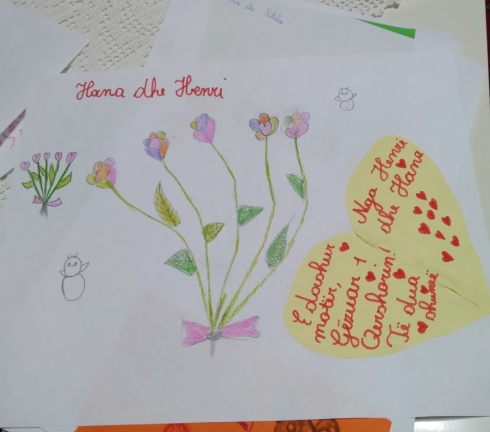 Hana dhe Henri
Nga Henri
dhe Hana
E dashur
motër,
Gëzuar 1
Qershorin!
Të dua
shumë